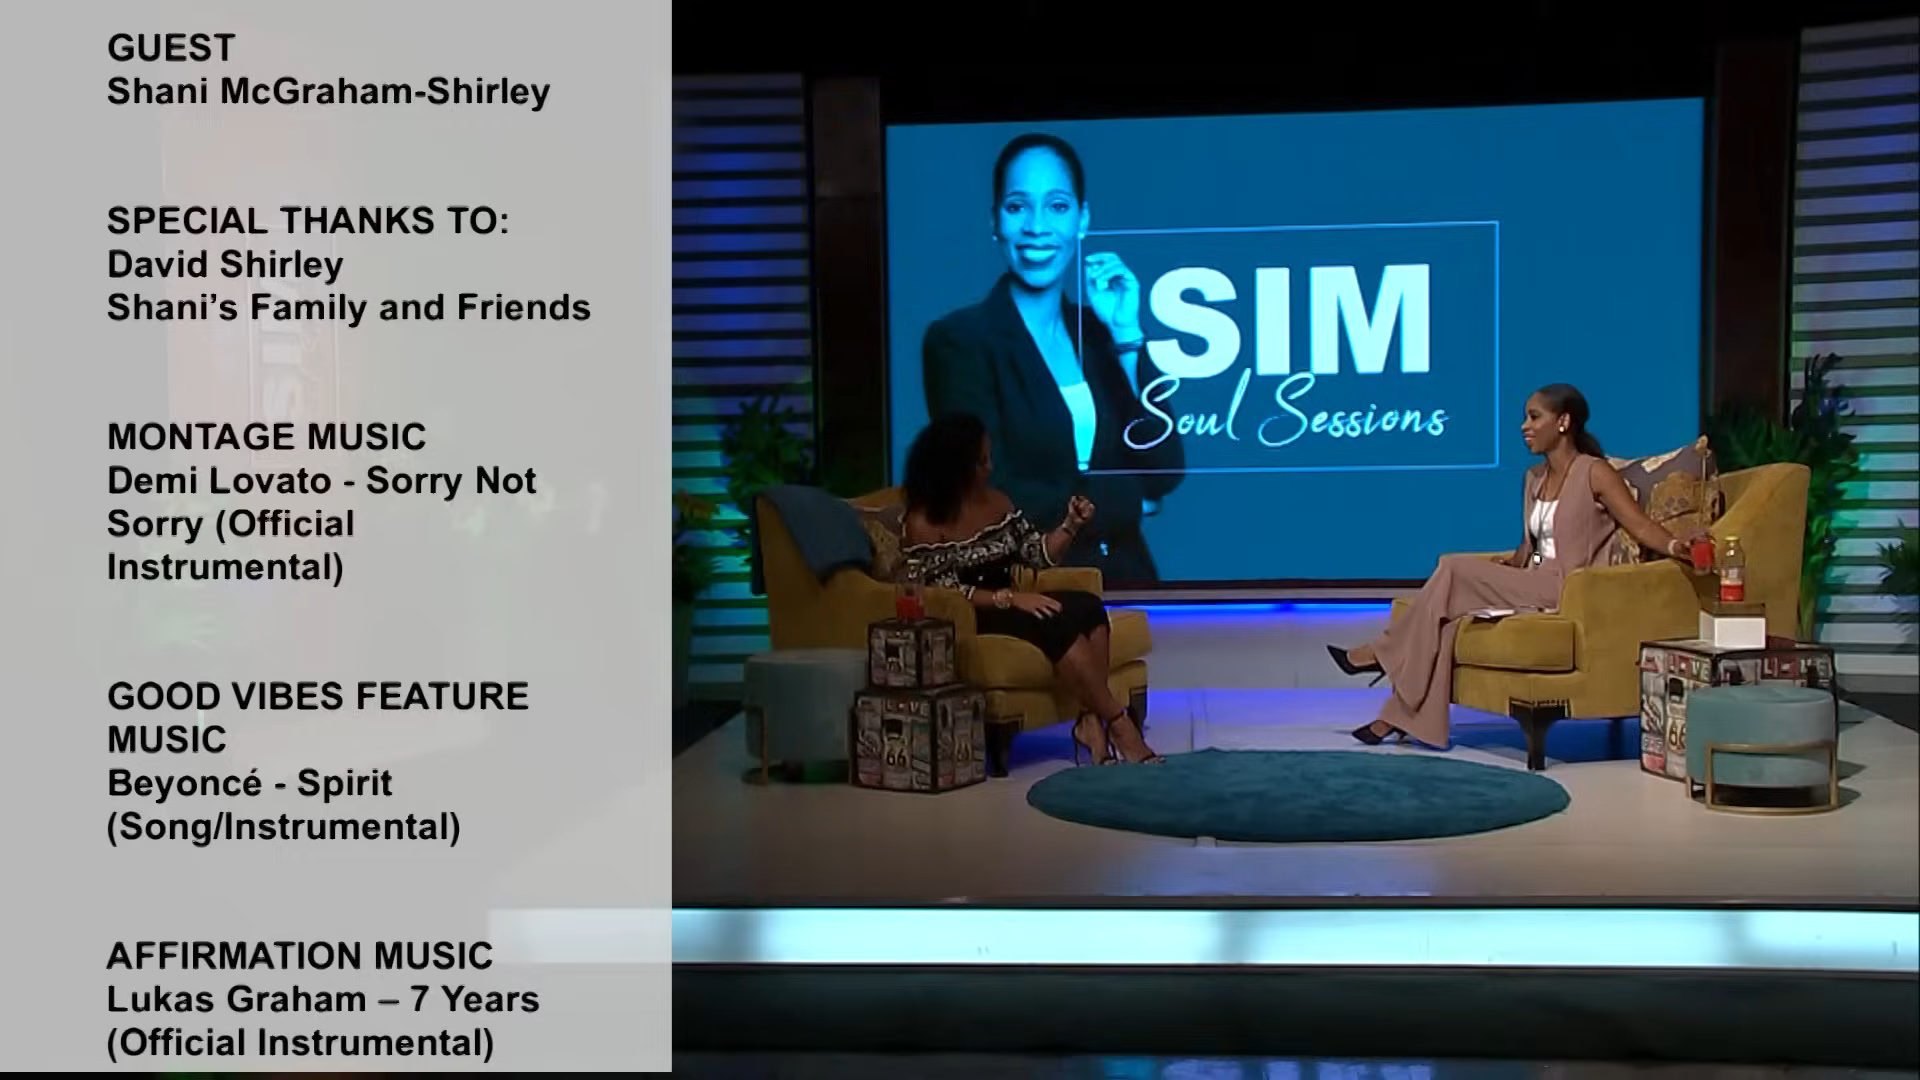 GUEST
Shani McGraham-Shirley
SPECIAL THANKS TO:
David Shirley
Shani’s Family and Friends
MONTAGE MUSIC
Demi Lovato - Sorry Not
Sorry (Official
Instrumental)
GOOD VIBES FEATURE
MUSIC
Beyoncé - Spirit
(Song/Instrumental)
AFFIRMATION MUSIC
Lukas Graham – 7 Years
(Official Instrumental)
SIM
Soul Sessions
66